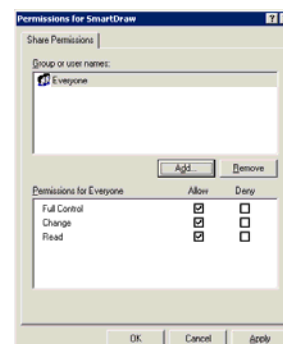 Permissions for SmartDraw
Share Permissions
Group or user names:
Everyone
Add... Remove
Permissions for Everyone Allow Deny
Full Control
Change
Read
OK Cancel Apply